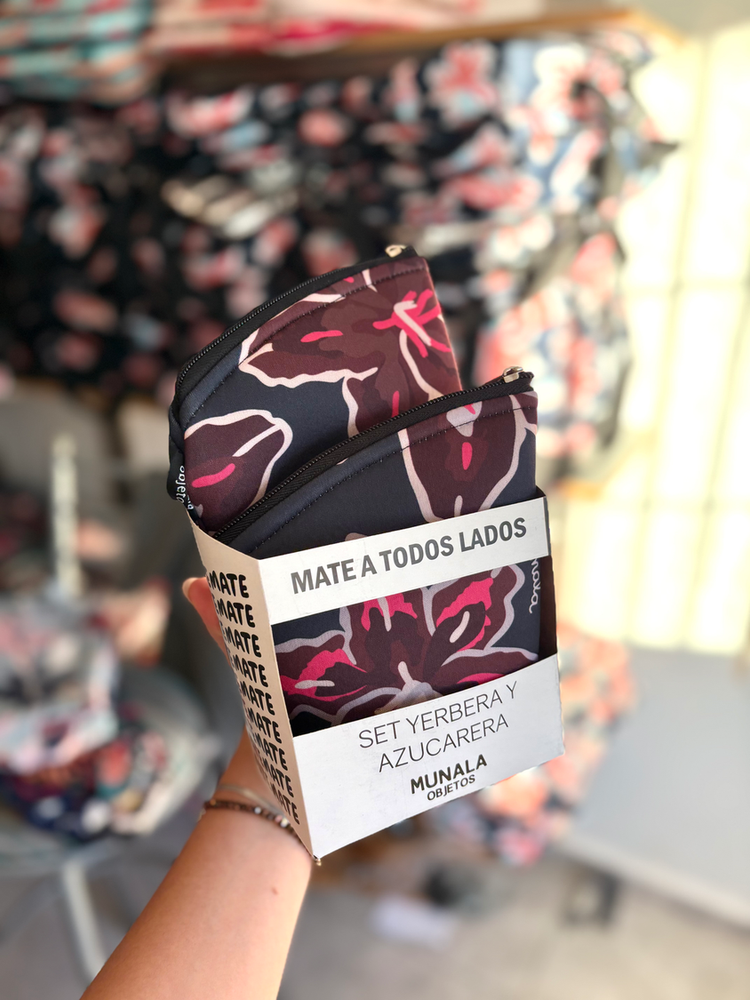 MATE A TODOS LADOS
SET YERBERA Y
AZUCARERA
MUNALA
OBJETOS
MATE
MATE
MATE
MATE
MATE
MATE
MATE
MATE
MATE